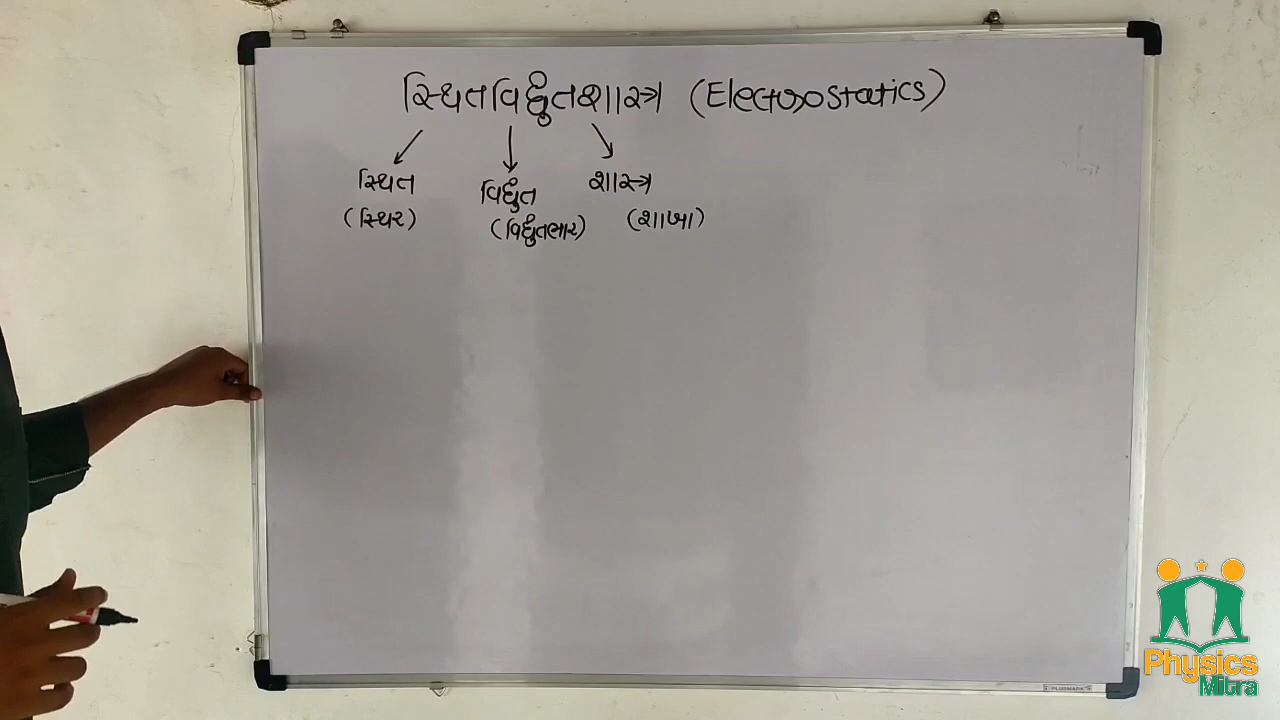 સ્થિતવિદ્યુતશાસ્ત્ર (Electrostatics)
સ્થિત વિદ્યુત શાસ્ત્ર
(સ્થિર) (વિદ્યુતભાર) (શાખા)
Physics
Mitra